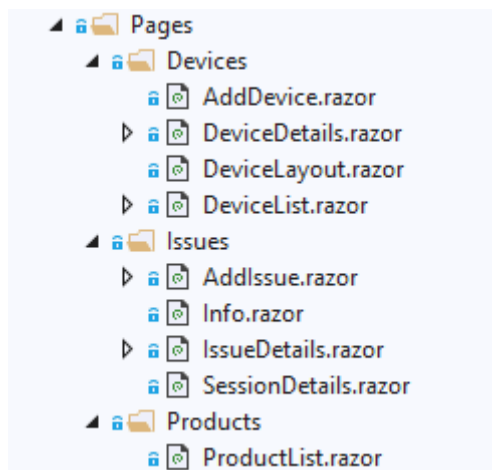 Pages
Devices
AddDevice.razor
DeviceDetails.razor
DeviceLayout.razor
DeviceList.razor
Issues
AddIssue.razor
Info.razor
IssueDetails.razor
SessionDetails.razor
Products
ProductList.razor